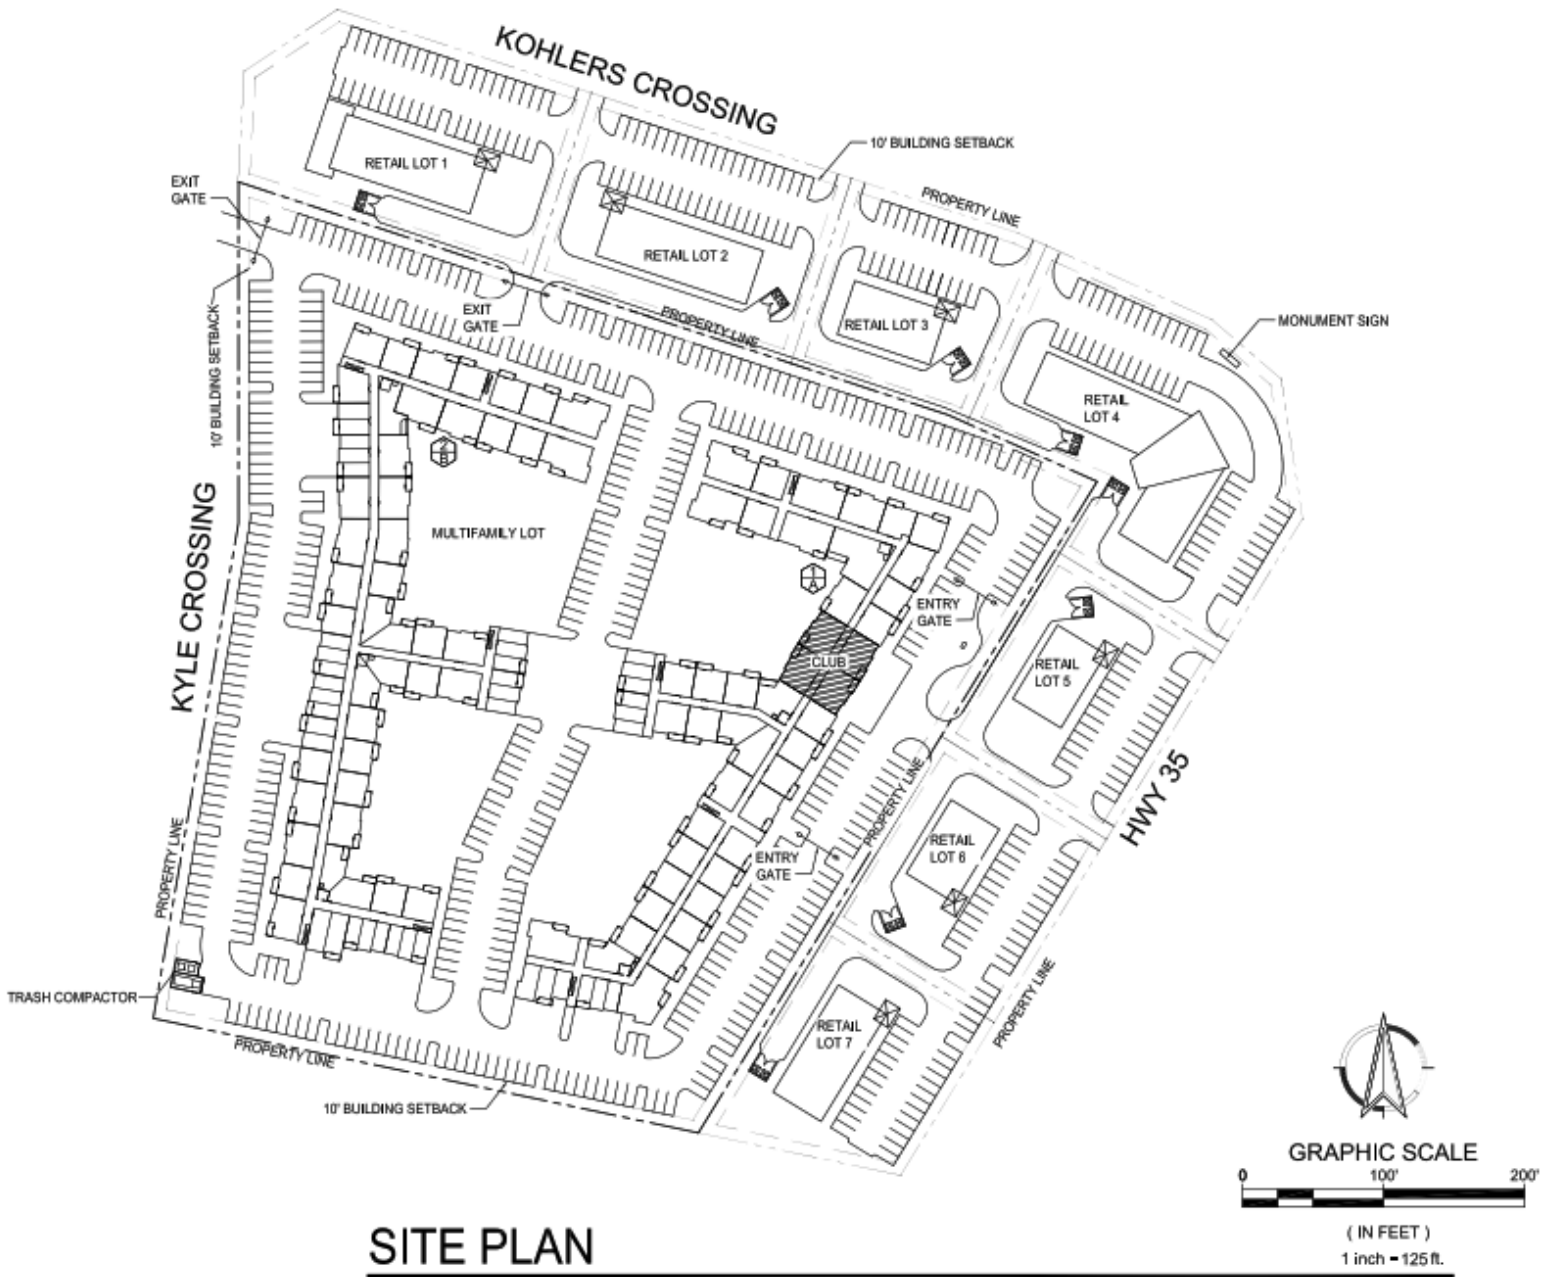 KOHLERS CROSSING
10' BUILDING SETBACK
RETAIL LOT 1
EXIT
GATE
PROPERTY LINE
RETAIL LOT 2
10' BUILDING SETBACK
EXIT
GATE
PROPERTY LINE
RETAIL LOT 3
MONUMENT SIGN
RETAIL
LOT 4
2
B
MULTIFAMILY LOT
KYLE CROSSING
1
A
ENTRY
GATE
CLUB
RETAIL
LOT 5
HWY 35
PROPERTY LINE
PROPERTY LINE
ENTRY
GATE
RETAIL
LOT 6
TRASH COMPACTOR
PROPERTY LINE
RETAIL
LOT 7
PROPERTY LINE
10' BUILDING SETBACK
GRAPHIC SCALE
0 100' 200'
( IN FEET )
1 inch = 125 ft.
SITE PLAN